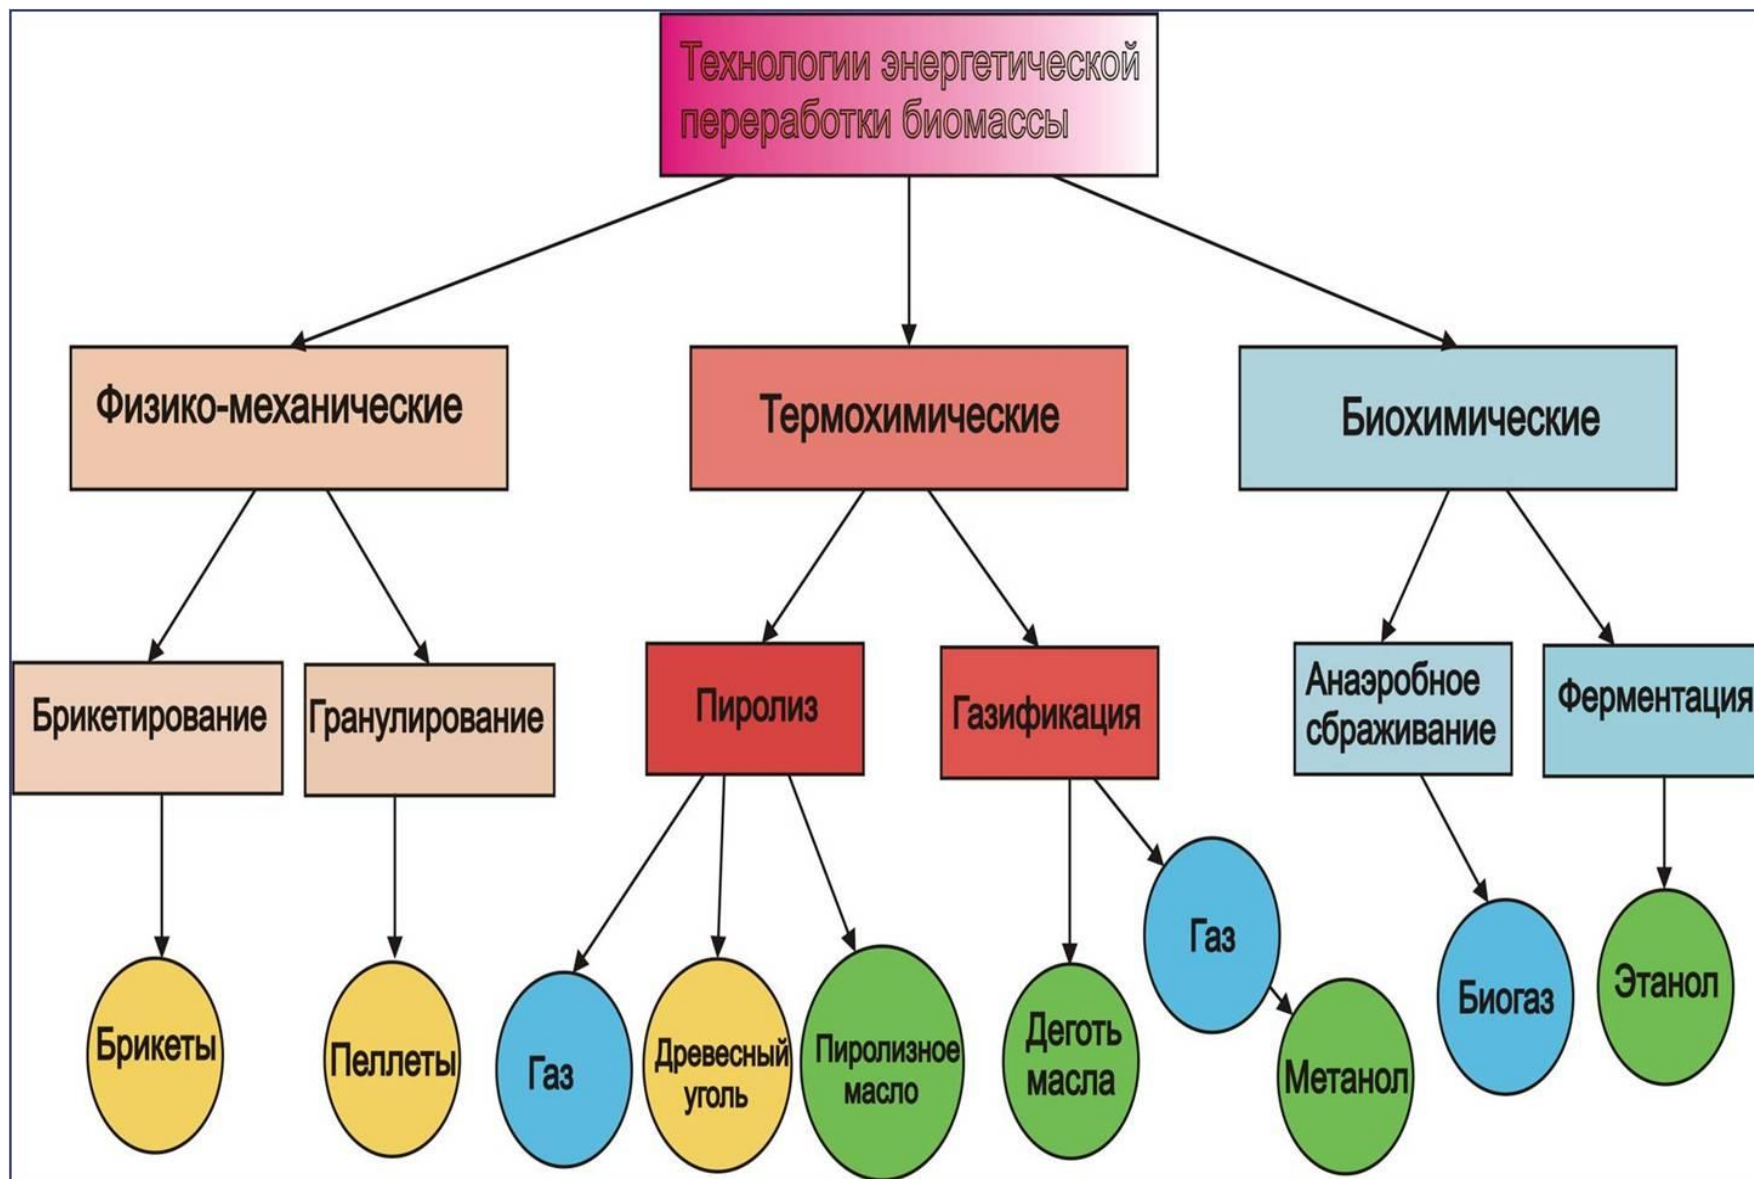 Технологии энергетической
переработки биомассы
Физико-механические
Термохимические
Биохимические
Брикетирование
Гранулирование
Пиролиз
Газификация
Анаэробное
сбраживание
Ферментация
Брикеты
Пеллеты
Газ
Древесный
уголь
Пиролизное
масло
Деготь
масла
Газ
Метанол
Биогаз
Этанол